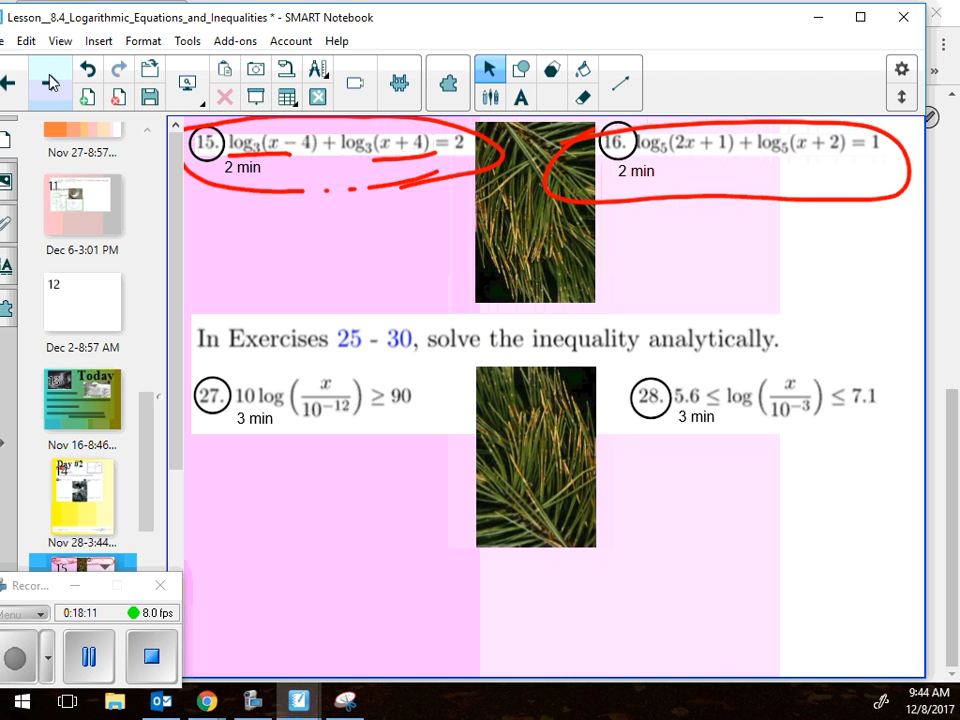 Lesson__8.4_Logarithmic_Equations_and_Inequalities * - SMART Notebook
Edit View Insert Format Tools Add-ons Account Help
Nov 27-8:57...
11
Dec 6-3:01 PM
12
Dec 2-8:57 AM
13
Today
Nov 16-8:46...
Day #2
14
Nov 28-3:44...
15
15. log₃(x − 4) + log₃(x + 4) = 2
2 min
16. log₅(2x + 1) + log₅(x + 2) = 1
2 min
In Exercises 25 - 30, solve the inequality analytically.
27. 10 log (x/10⁻¹²) ≥ 90
3 min
28. 5.6 ≤ log (x/10⁻³) ≤ 7.1
3 min
Recor...
Menu
0:18:11
8.0 fps
9:44 AM
12/8/2017